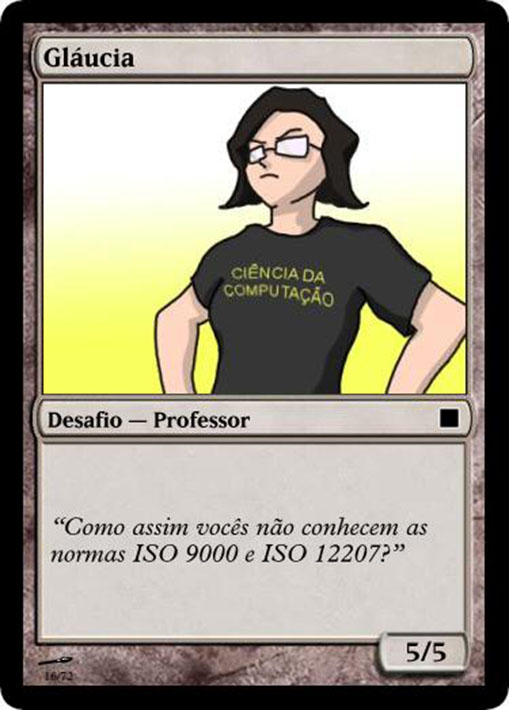 Gláucia
CIÊNCIA DA
COMPUTAÇÃO
Desafio — Professor
“Como assim vocês não conhecem as
normas ISO 9000 e ISO 12207?”
5/5
16/72